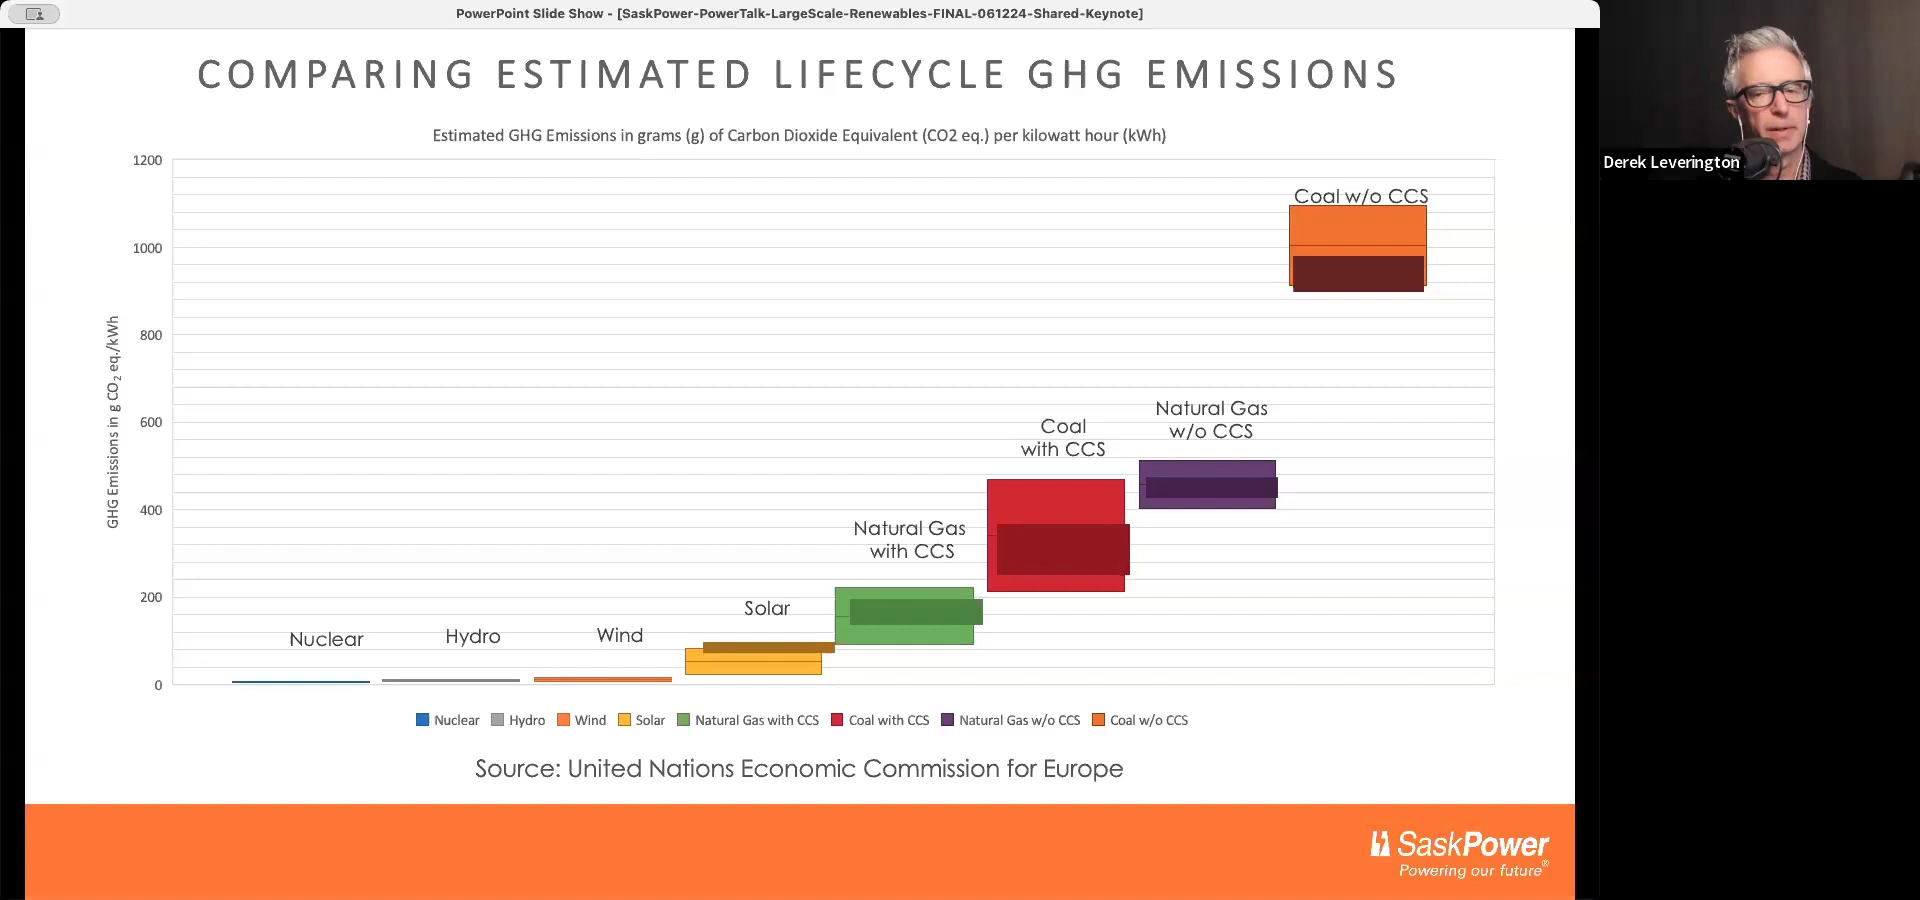 PowerPoint Slide Show - [SaskPower-PowerTalk-LargeScale-Renewables-FINAL-061224-Shared-Keynote]
COMPARING ESTIMATED LIFECYCLE GHG EMISSIONS
Derek Leverington
Estimated GHG Emissions in grams (g) of Carbon Dioxide Equivalent (CO2 eq.) per kilowatt hour (kWh)
GHG Emissions in g CO₂ eq./kWh
1200
1000
800
600
400
200
0
Nuclear
Hydro
Wind
Solar
Natural Gas
with CCS
Coal
with CCS
Natural Gas
w/o CCS
Coal w/o CCS
Nuclear Hydro Wind Solar Natural Gas with CCS Coal with CCS Natural Gas w/o CCS Coal w/o CCS
Source: United Nations Economic Commission for Europe
SaskPower
Powering our future®